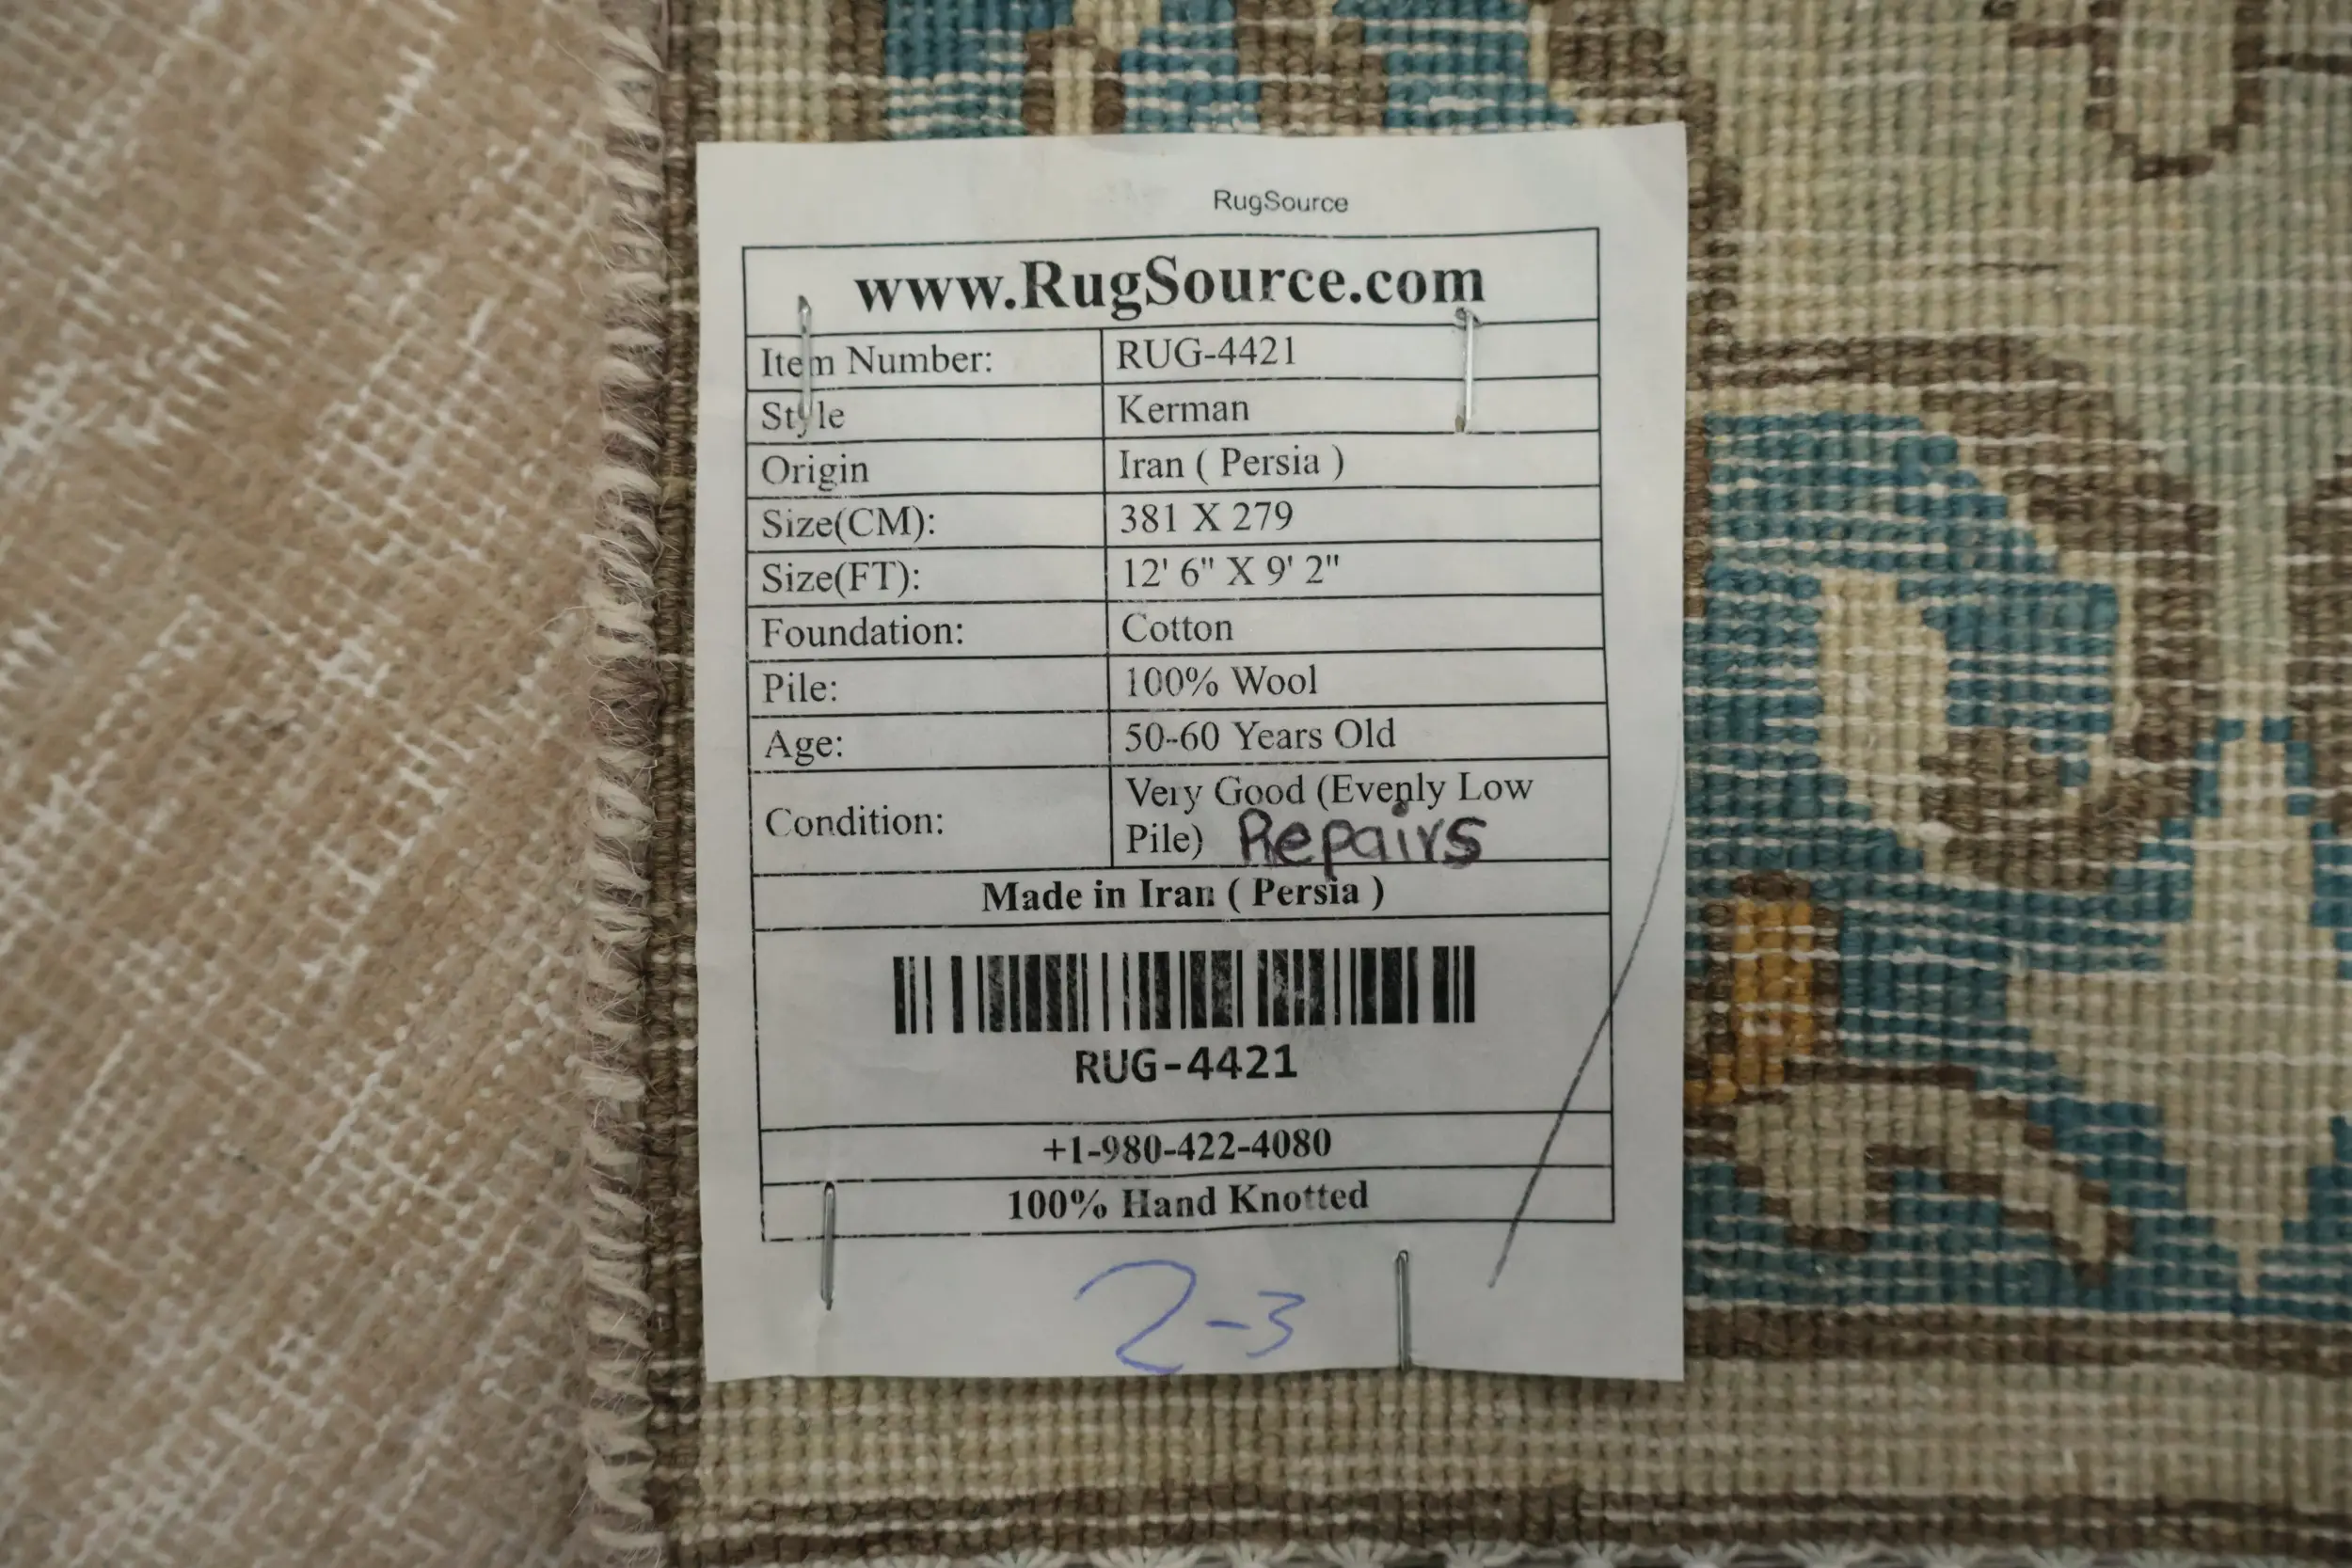 RugSource
www.RugSource.com
Item Number: RUG-4421
Style Kerman
Origin Iran ( Persia )
Size(CM): 381 X 279
Size(FT): 12' 6" X 9' 2"
Foundation: Cotton
Pile: 100% Wool
Age: 50-60 Years Old
Condition: Very Good (Evenly Low
Pile) Repairs
Made in Iran ( Persia )
RUG-4421
+1-980-422-4080
100% Hand Knotted
2-3